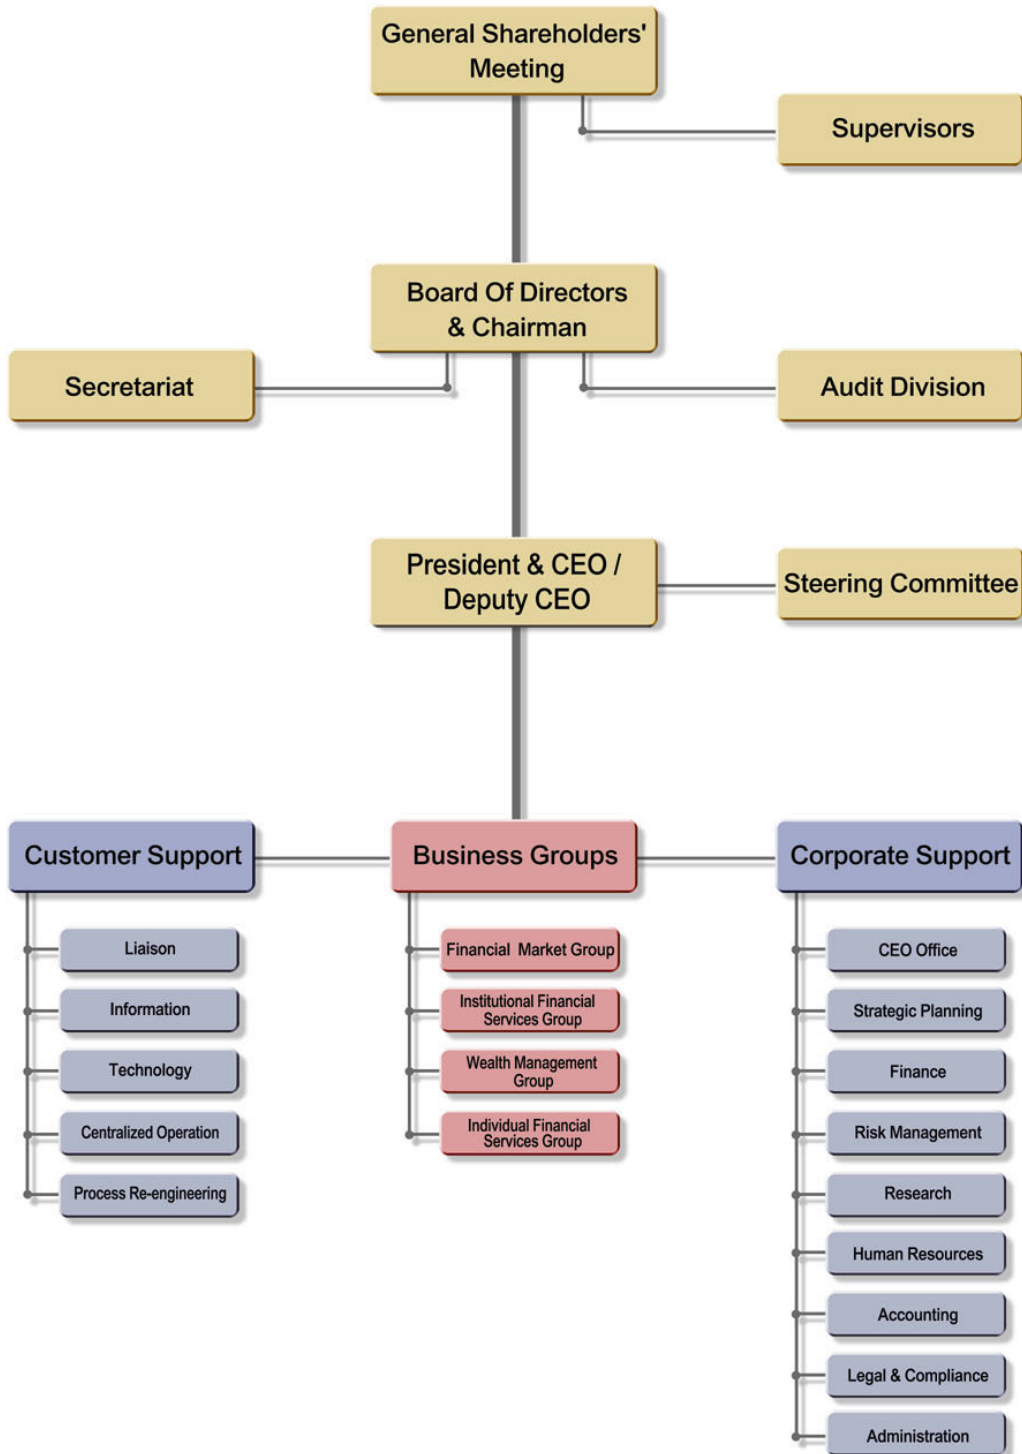 General Shareholders'
Meeting
Supervisors
Board Of Directors
& Chairman
Secretariat
Audit Division
President & CEO /
Deputy CEO
Steering Committee
Customer Support
Business Groups
Corporate Support
Liaison
Information
Technology
Centralized Operation
Process Re-engineering
Financial Market Group
Institutional Financial
Services Group
Wealth Management
Group
Individual Financial
Services Group
CEO Office
Strategic Planning
Finance
Risk Management
Research
Human Resources
Accounting
Legal & Compliance
Administration